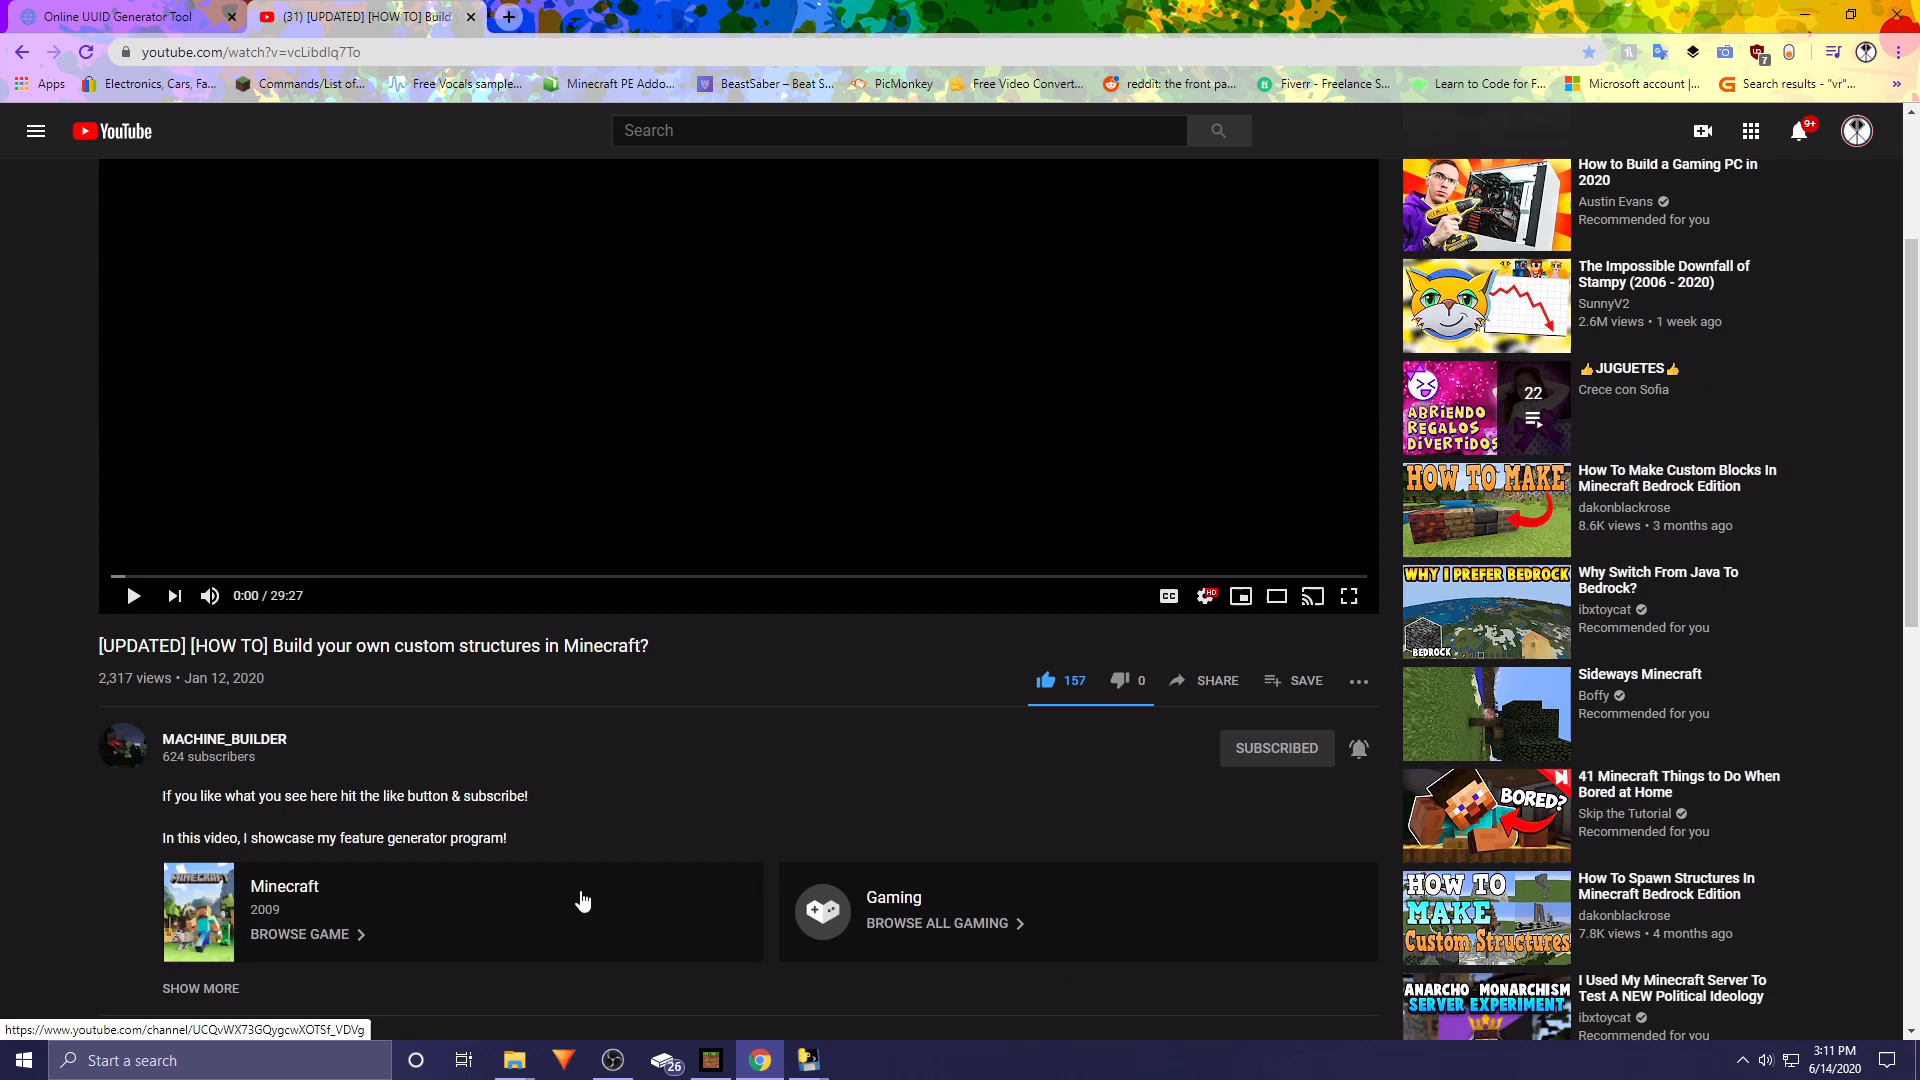 Online UUID Generator Tool
(31) [UPDATED] [HOW TO] Build
youtube.com/watch?v=vcLibdIq7To
7
Apps
Electronics, Cars, Fa...
Commands/List of...
Free Vocals sample...
Minecraft PE Addo...
BeastSaber – Beat S...
PicMonkey
Free Video Convert...
reddit: the front pa...
Fiverr - Freelance S...
Learn to Code for F...
Microsoft account |...
Search results - "vr"...
YouTube
Search
9+
How to Build a Gaming PC in
2020
Austin Evans
Recommended for you
The Impossible Downfall of
Stampy (2006 - 2020)
SunnyV2
2.6M views • 1 week ago
ABRIENDO
REGALOS
DIVERTIDOS
22
👍JUGUETES👍
Crece con Sofia
HOW TO MAKE
How To Make Custom Blocks In
Minecraft Bedrock Edition
dakonblackrose
8.6K views • 3 months ago
WHY I PREFER BEDROCK
BEDROCK
Why Switch From Java To
Bedrock?
ibxtoycat
Recommended for you
0:00 / 29:27
CC
HD
[UPDATED] [HOW TO] Build your own custom structures in Minecraft?
2,317 views • Jan 12, 2020
157
0
SHARE
SAVE
Sideways Minecraft
Boffy
Recommended for you
MACHINE_BUILDER
624 subscribers
SUBSCRIBED
If you like what you see here hit the like button & subscribe!
In this video, I showcase my feature generator program!
BORED?
41 Minecraft Things to Do When
Bored at Home
Skip the Tutorial
Recommended for you
MINECRAFT
Minecraft
2009
BROWSE GAME
Gaming
BROWSE ALL GAMING
HOW TO
MAKE
Custom Structures
How To Spawn Structures In
Minecraft Bedrock Edition
dakonblackrose
7.8K views • 4 months ago
SHOW MORE
ANARCHO MONARCHISM
SERVER EXPERIMENT
I Used My Minecraft Server To
Test A NEW Political Ideology
ibxtoycat
Recommended for you
https://www.youtube.com/channel/UCQvWX73GQygcwXOTSf_VDVg
Start a search
26
3:11 PM
6/14/2020